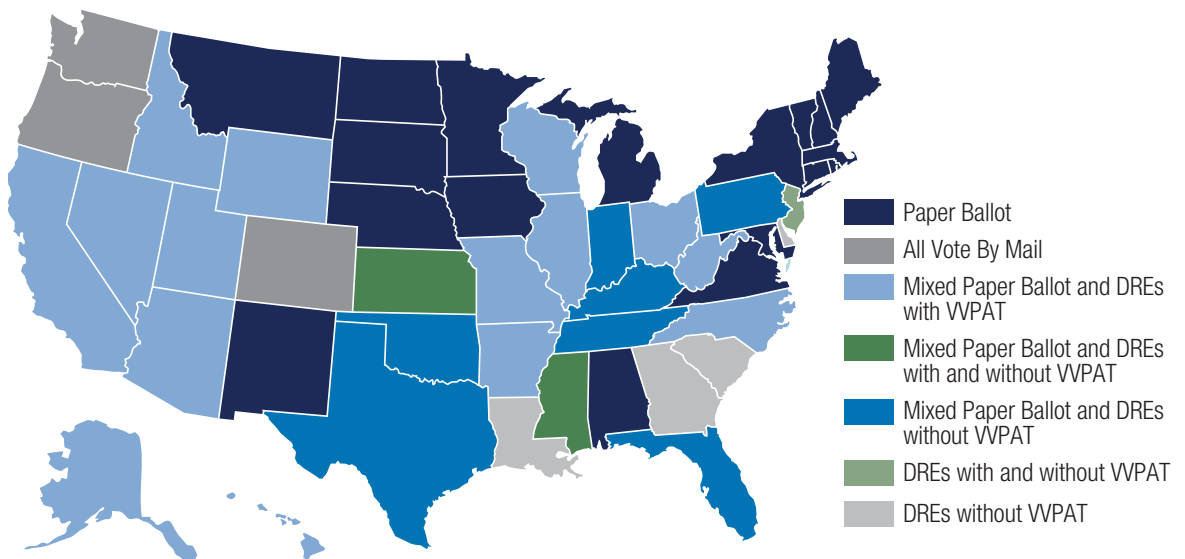 Paper Ballot
All Vote By Mail
Mixed Paper Ballot and DREs
with VVPAT
Mixed Paper Ballot and DREs
with and without VVPAT
Mixed Paper Ballot and DREs
without VVPAT
DREs with and without VVPAT
DREs without VVPAT